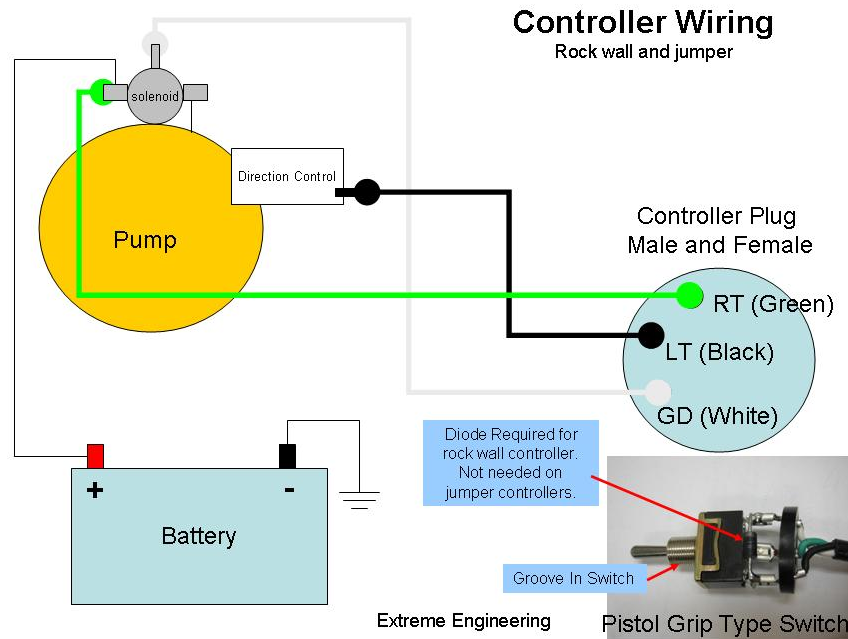 Controller Wiring
Rock wall and jumper
solenoid
Direction Control
Pump
Controller Plug
Male and Female
RT (Green)
LT (Black)
GD (White)
Diode Required for
rock wall controller.
Not needed on
jumper controllers.
+
-
Battery
Groove In Switch
Extreme Engineering
Pistol Grip Type Switch